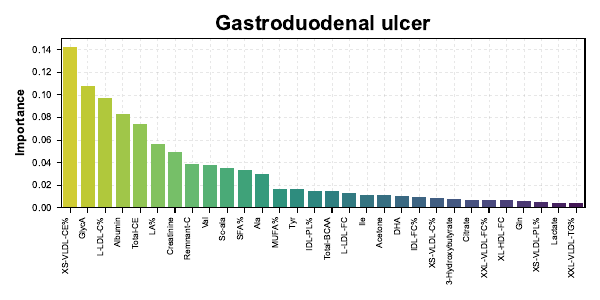 Gastroduodenal ulcer
Importance
0.14
0.12
0.10
0.08
0.06
0.04
0.02
0.00
XS-VLDL-CE%
GlycA
L-LDL-C%
Albumin
Total-CE
LA%
Creatinine
Remnant-C
Val
SFA%
Ala
MUFA%
Tyr
IDL-PL%
Total-BCAA
L-LDL-FC
Ile
Acetone
DHA
IDL-FC%
XS-VLDL-C%
3-Hydroxybutyrate
Citrate
XXL-VLDL-FC%
XL-HDL-FC
Gln
XS-VLDL-PL%
Lactate
XXL-VLDL-TG%